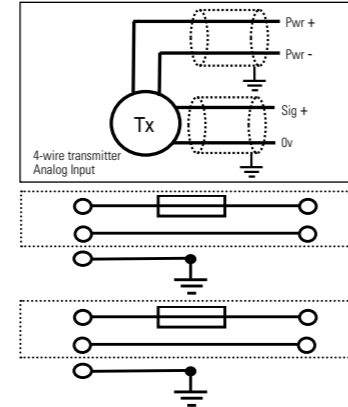 Pwr +
Pwr -
Tx
Sig +
0v
4-wire transmitter
Analog Input